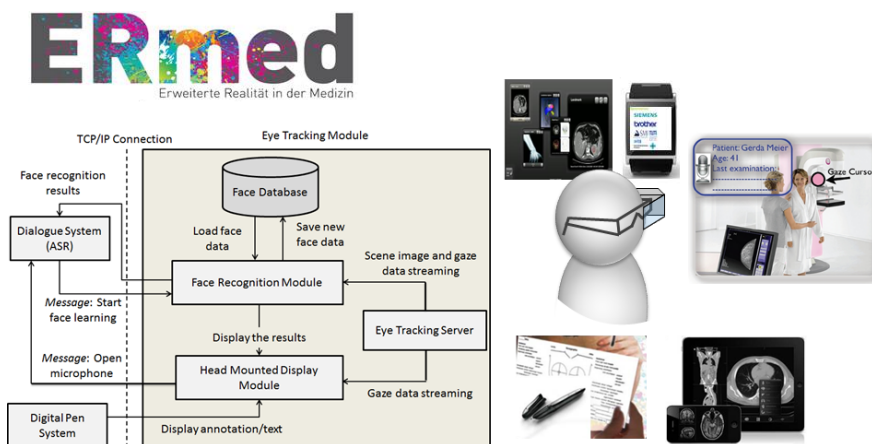 ERmed
Erweiterte Realität in der Medizin
TCP/IP Connection
Eye Tracking Module
Face recognition
results
Face Database
Dialogue System
(ASR)
Load face
data
Save new
face data
Scene image and gaze
data streaming
Face Recognition Module
Message: Start
face learning
Display the results
Eye Tracking Server
Message: Open
microphone
Head Mounted Display
Module
Gaze data streaming
Digital Pen
System
Display annotation/text
SIEMENS
brother
Patient: Gerda Meier
Age: 41
Last examination:
Gaze Curso